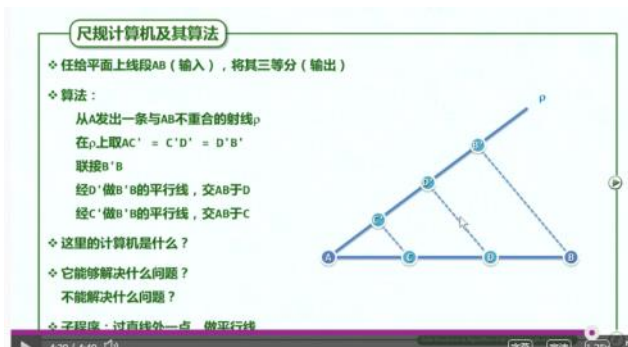 尺规计算机及其算法
任给平面上线段AB（输入），将其三等分（输出）
算法：
从A发出一条与AB不重合的射线ρ
在ρ上取AC' = C'D' = D'B'
联接B'B
经D'做B'B的平行线，交AB于D
经C'做B'B的平行线，交AB于C
这里的计算机是什么？
它能够解决什么问题？
不能解决什么问题？
子程序：过直线外一点，做平行线
ρ
B'
D'
C'
A
C
D
B